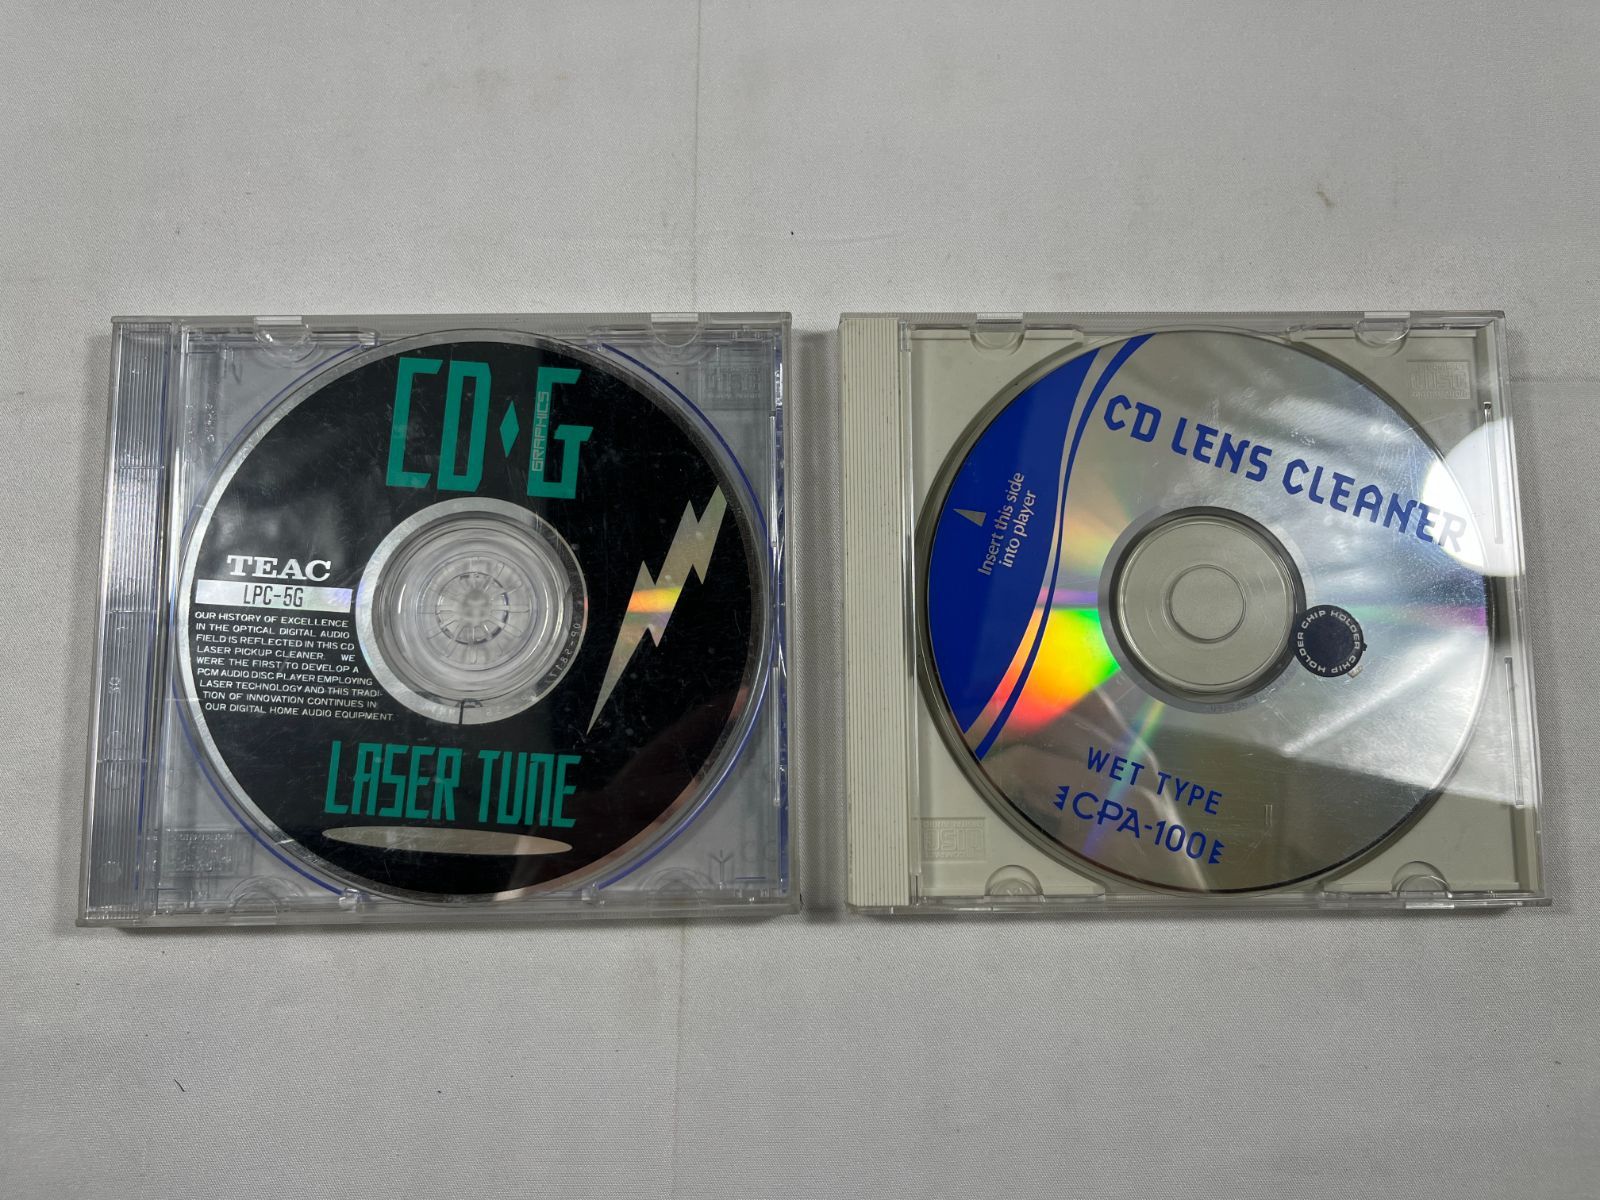 CD·G
GRAPHICS
TEAC
LPC-5G
OUR HISTORY OF EXCELLENCE
IN THE OPTICAL DIGITAL AUDIO
FIELD IS REFLECTED IN THIS CD
LASER PICKUP CLEANER. WE
WERE THE FIRST TO DEVELOP A
PCM AUDIO DISC PLAYER EMPLOYING
LASER TECHNOLOGY AND THIS TRADI-
TION OF INNOVATION CONTINUES IN
OUR DIGITAL HOME AUDIO EQUIPMENT.
LASER TUNE
CD LENS CLEANER
Insert this side
into player
CHIP HOLDER CHIP HOLDER
WET TYPE
CPA-100